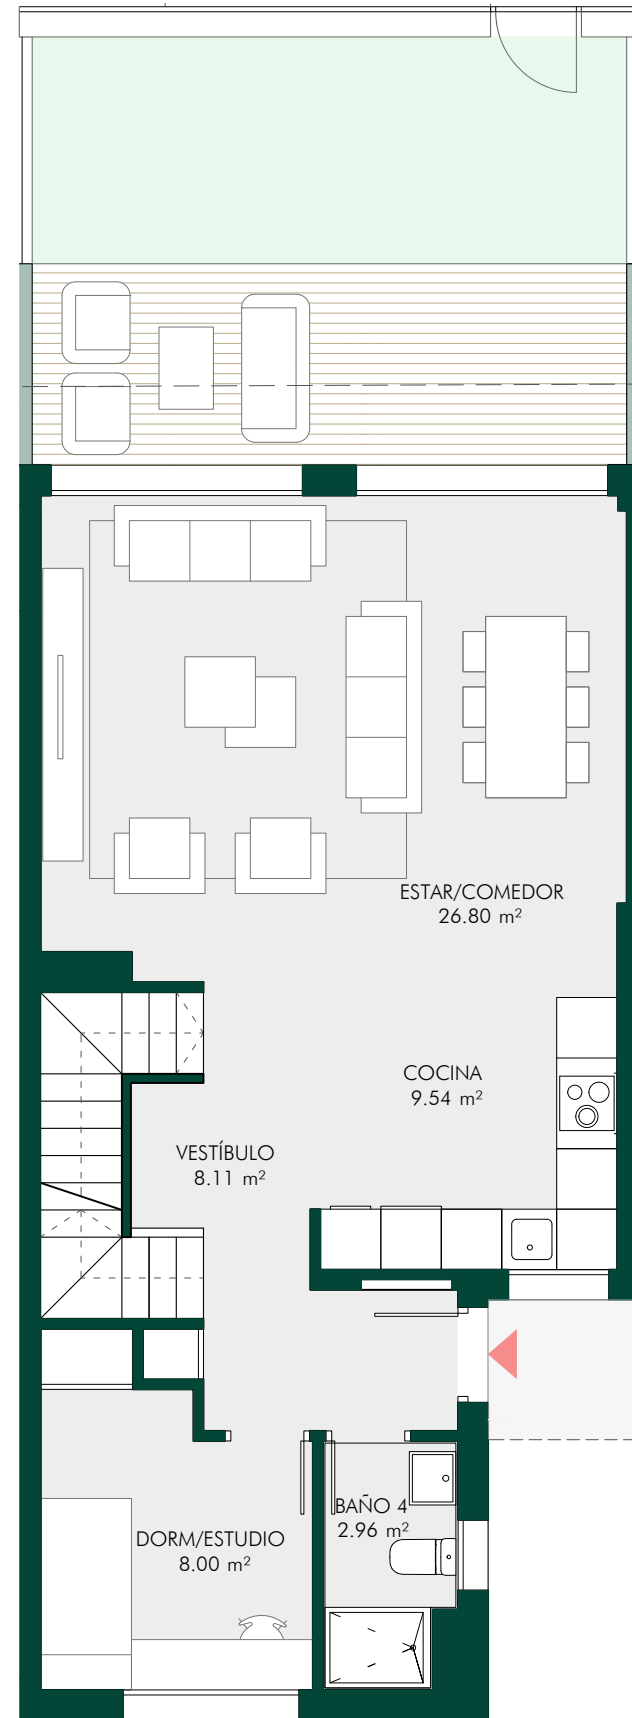 ESTAR/COMEDOR
26.80 m²
COCINA
9.54 m²
VESTÍBULO
8.11 m²
BAÑO 4
2.96 m²
DORM/ESTUDIO
8.00 m²